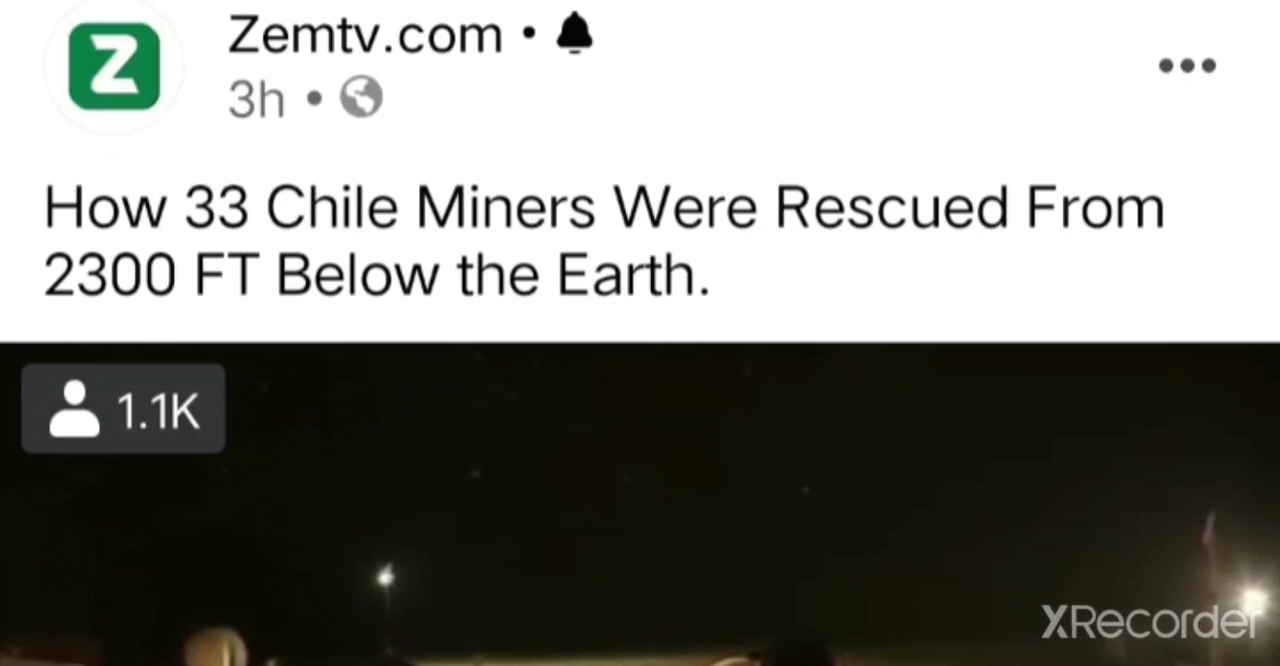 Z
Zemtv.com •
3h •
How 33 Chile Miners Were Rescued From
2300 FT Below the Earth.
1.1K
XRecorder